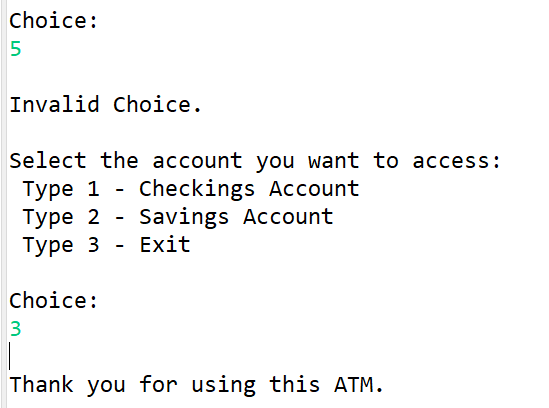 Choice:
5
Invalid Choice.
Select the account you want to access:
Type 1 - Checkings Account
Type 2 - Savings Account
Type 3 - Exit
Choice:
3
Thank you for using this ATM.